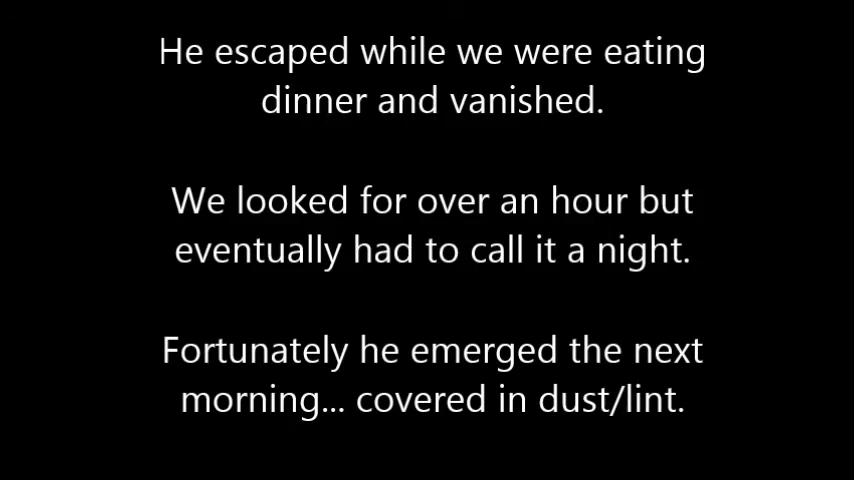 He escaped while we were eating
dinner and vanished.
We looked for over an hour but
eventually had to call it a night.
Fortunately he emerged the next
morning... covered in dust/lint.